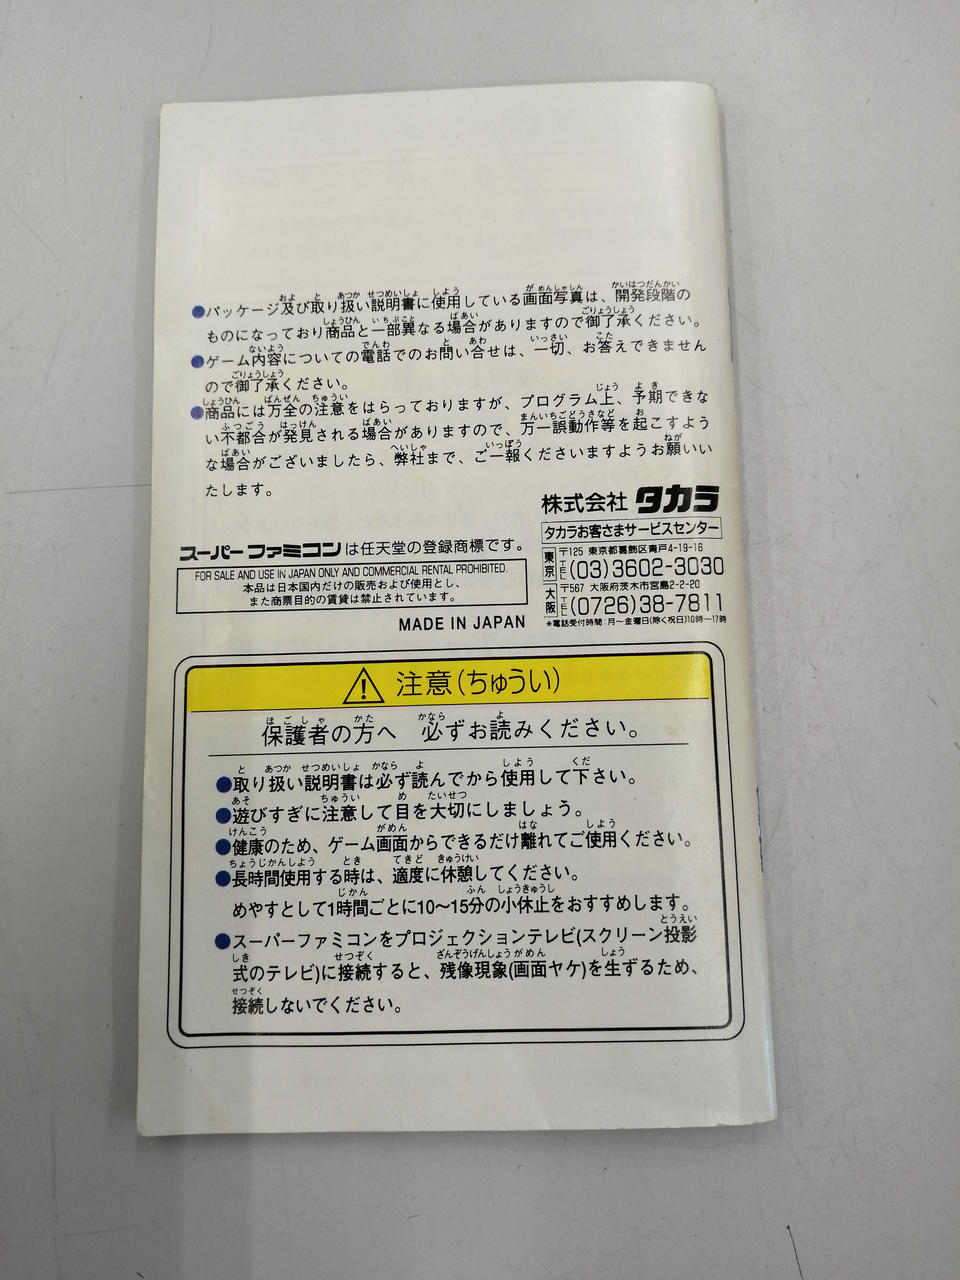 ●パッケージ及び取り扱い説明書に使用している画面写真は、開発段階の
ものになっており商品と一部異なる場合がありますので御了承ください。
●ゲーム内容についての電話でのお問い合せは、一切、お答えできません
ので御了承ください。
●商品には万全の注意をはらっておりますが、プログラム上、予期できな
い不都合が発見される場合がありますので、万一誤動作等を起こすよう
な場合がございましたら、弊社まで、ご一報くださいますようお願いい
たします。
株式会社 タカラ
タカラお客さまサービスセンター
東京 〒125 東京都葛飾区青戸4-19-16
TEL (03)3602-3030
大阪 〒567 大阪府茨木市宮島2-2-20
TEL (0726)38-7811
*電話受付時間:月〜金曜日(除く祝日)10時〜17時
スーパーファミコンは任天堂の登録商標です。
FOR SALE AND USE IN JAPAN ONLY AND COMMERCIAL RENTAL PROHIBITED.
本品は日本国内だけの販売および使用とし、
また商業目的の賃貸は禁止されています。
MADE IN JAPAN
注意(ちゅうい)
保護者の方へ 必ずお読みください。
●取り扱い説明書は必ず読んでから使用して下さい。
●遊びすぎに注意して目を大切にしましょう。
●健康のため、ゲーム画面からできるだけ離れてご使用ください。
●長時間使用する時は、適度に休憩してください。
めやすとして1時間ごとに10〜15分の小休止をおすすめします。
●スーパーファミコンをプロジェクションテレビ(スクリーン投影
式のテレビ)に接続すると、残像現象(画面ヤケ)を生ずるため、
接続しないでください。